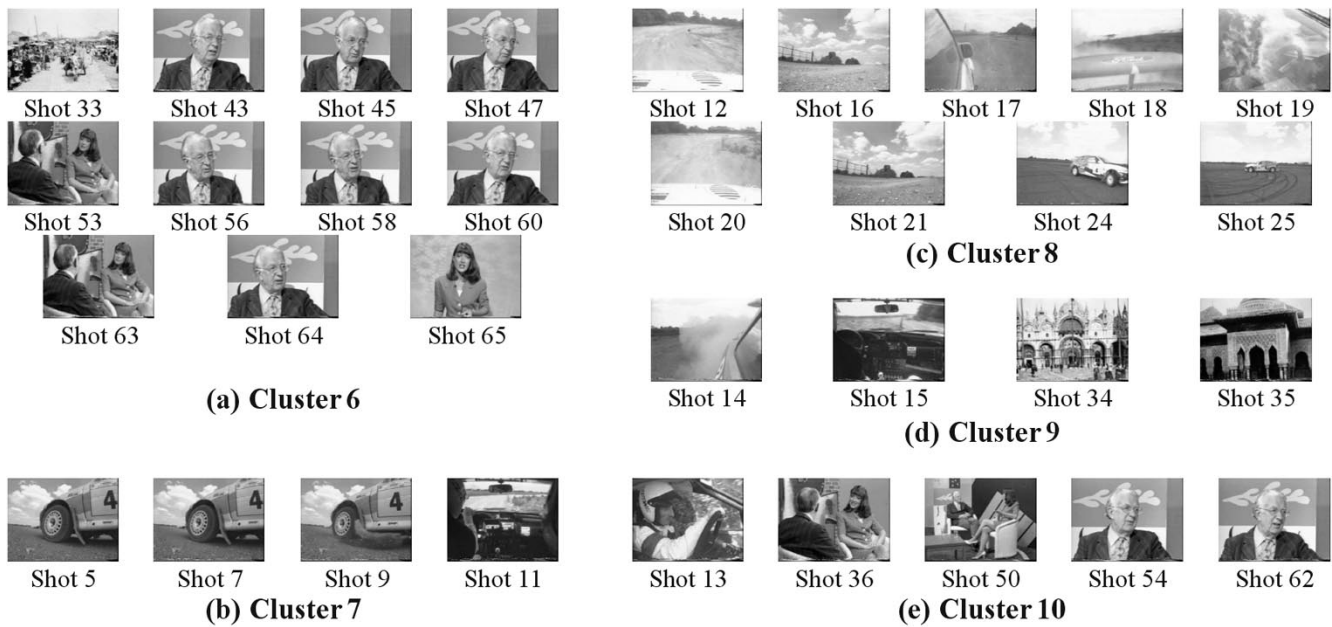 Shot 33 Shot 43 Shot 45 Shot 47
Shot 53 Shot 56 Shot 58 Shot 60
Shot 63 Shot 64 Shot 65
(a) Cluster 6
4 4 4
Shot 5 Shot 7 Shot 9 Shot 11
(b) Cluster 7
Shot 12 Shot 16 Shot 17 Shot 18 Shot 19
Shot 20 Shot 21 Shot 24 Shot 25
(c) Cluster 8
Shot 14 Shot 15 Shot 34 Shot 35
(d) Cluster 9
Shot 13 Shot 36 Shot 50 Shot 54 Shot 62
(e) Cluster 10